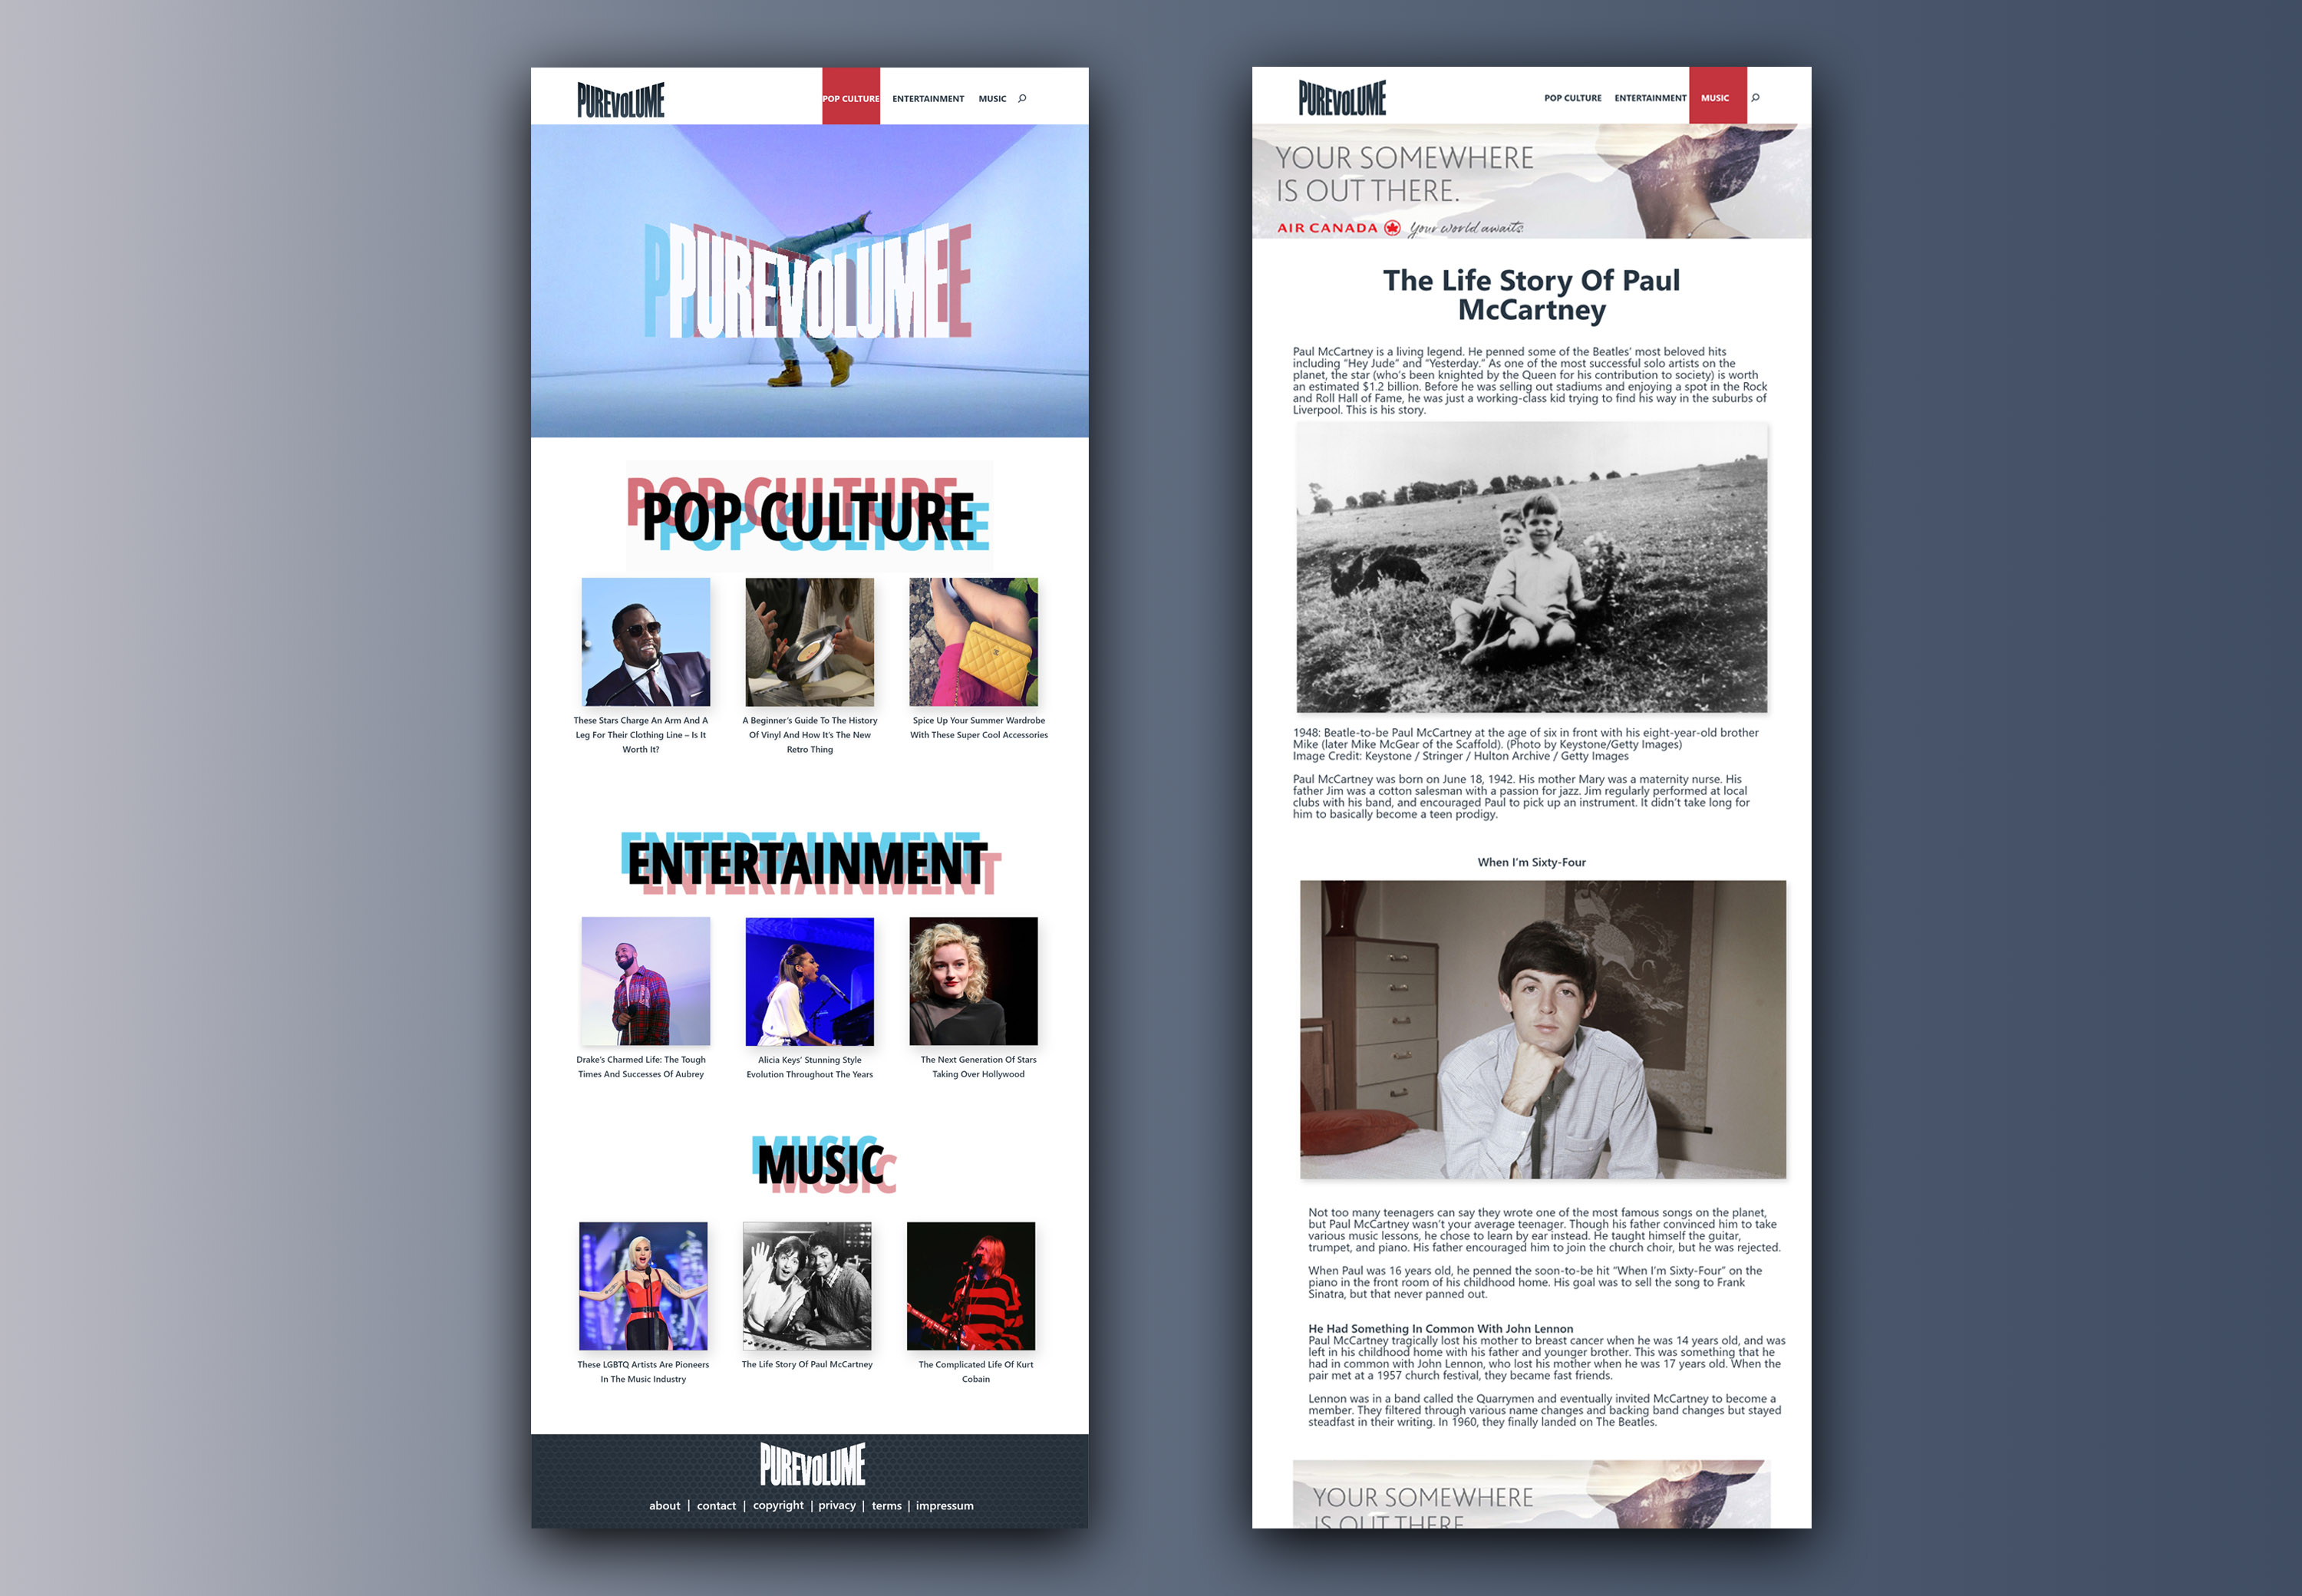 PUREVOLUME
POP CULTURE ENTERTAINMENT MUSIC
PUREVOLUME
POP CULTURE
These Stars Charge An Arm And A
Leg For Their Clothing Line – Is It
Worth It?
A Beginner's Guide To The History
Of Vinyl And How It's The New
Retro Thing
Spice Up Your Summer Wardrobe
With These Super Cool Accessories
ENTERTAINMENT
Drake's Charmed Life: The Tough
Times And Successes Of Aubrey
Alicia Keys' Stunning Style
Evolution Throughout The Years
The Next Generation Of Stars
Taking Over Hollywood
MUSIC
These LGBTQ Artists Are Pioneers
In The Music Industry
The Life Story Of Paul McCartney
The Complicated Life Of Kurt
Cobain
PUREVOLUME
about | contact | copyright | privacy | terms | impressum
PUREVOLUME
POP CULTURE ENTERTAINMENT MUSIC
YOUR SOMEWHERE
IS OUT THERE.
AIR CANADA Your world awaits.
The Life Story Of Paul
McCartney
Paul McCartney is a living legend. He penned some of the Beatles' most beloved hits
including "Hey Jude" and "Yesterday." As one of the most successful solo artists on the
planet, the star (who's been knighted by the Queen for his contribution to society) is worth
an estimated $1.2 billion. Before he was selling out stadiums and enjoying a spot in the Rock
and Roll Hall of Fame, he was just a working-class kid trying to find his way in the suburbs of
Liverpool. This is his story.
1948: Beatle-to-be Paul McCartney at the age of six in front with his eight-year-old brother
Mike (later Mike McGear of the Scaffold). (Photo by Keystone/Getty Images)
Image Credit: Keystone / Stringer / Hulton Archive / Getty Images
Paul McCartney was born on June 18, 1942. His mother Mary was a maternity nurse. His
father Jim was a cotton salesman with a passion for jazz. Jim regularly performed at local
clubs with his band, and encouraged Paul to pick up an instrument. It didn't take long for
him to basically become a teen prodigy.
When I'm Sixty-Four
Not too many teenagers can say they wrote one of the most famous songs on the planet,
but Paul McCartney wasn't your average teenager. Though his father convinced him to take
various music lessons, he chose to learn by ear instead. He taught himself the guitar,
trumpet, and piano. His father encouraged him to join the church choir, but he was rejected.
When Paul was 16 years old, he penned the soon-to-be hit "When I'm Sixty-Four" on the
piano in the front room of his childhood home. His goal was to sell the song to Frank
Sinatra, but that never panned out.
He Had Something In Common With John Lennon
Paul McCartney tragically lost his mother to breast cancer when he was 14 years old, and was
left in his childhood home with his father and younger brother. This was something that he
had in common with John Lennon, who lost his mother when he was 17 years old. When the
pair met at a 1957 church festival, they became fast friends.
Lennon was in a band called the Quarrymen and eventually invited McCartney to become a
member. They filtered through various name changes and backing band changes but stayed
steadfast in their writing. In 1960, they finally landed on The Beatles.
YOUR SOMEWHERE
IS OUT THERE